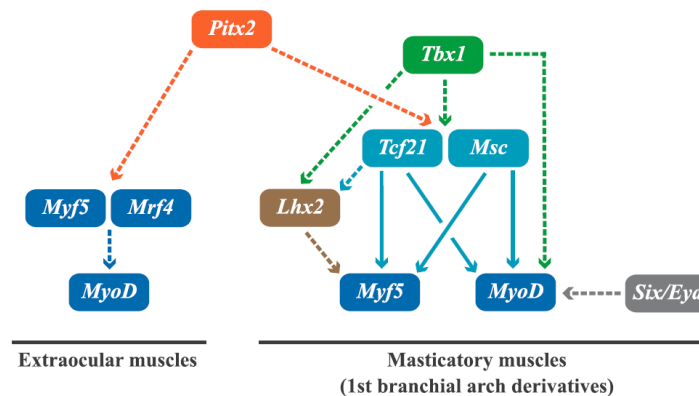 Pitx2
Tbx1
Tcf21 Msc
Myf5 Mrf4 Lhx2
MyoD Myf5 MyoD Six/Eya
Extraocular muscles Masticatory muscles
(1st branchial arch derivatives)